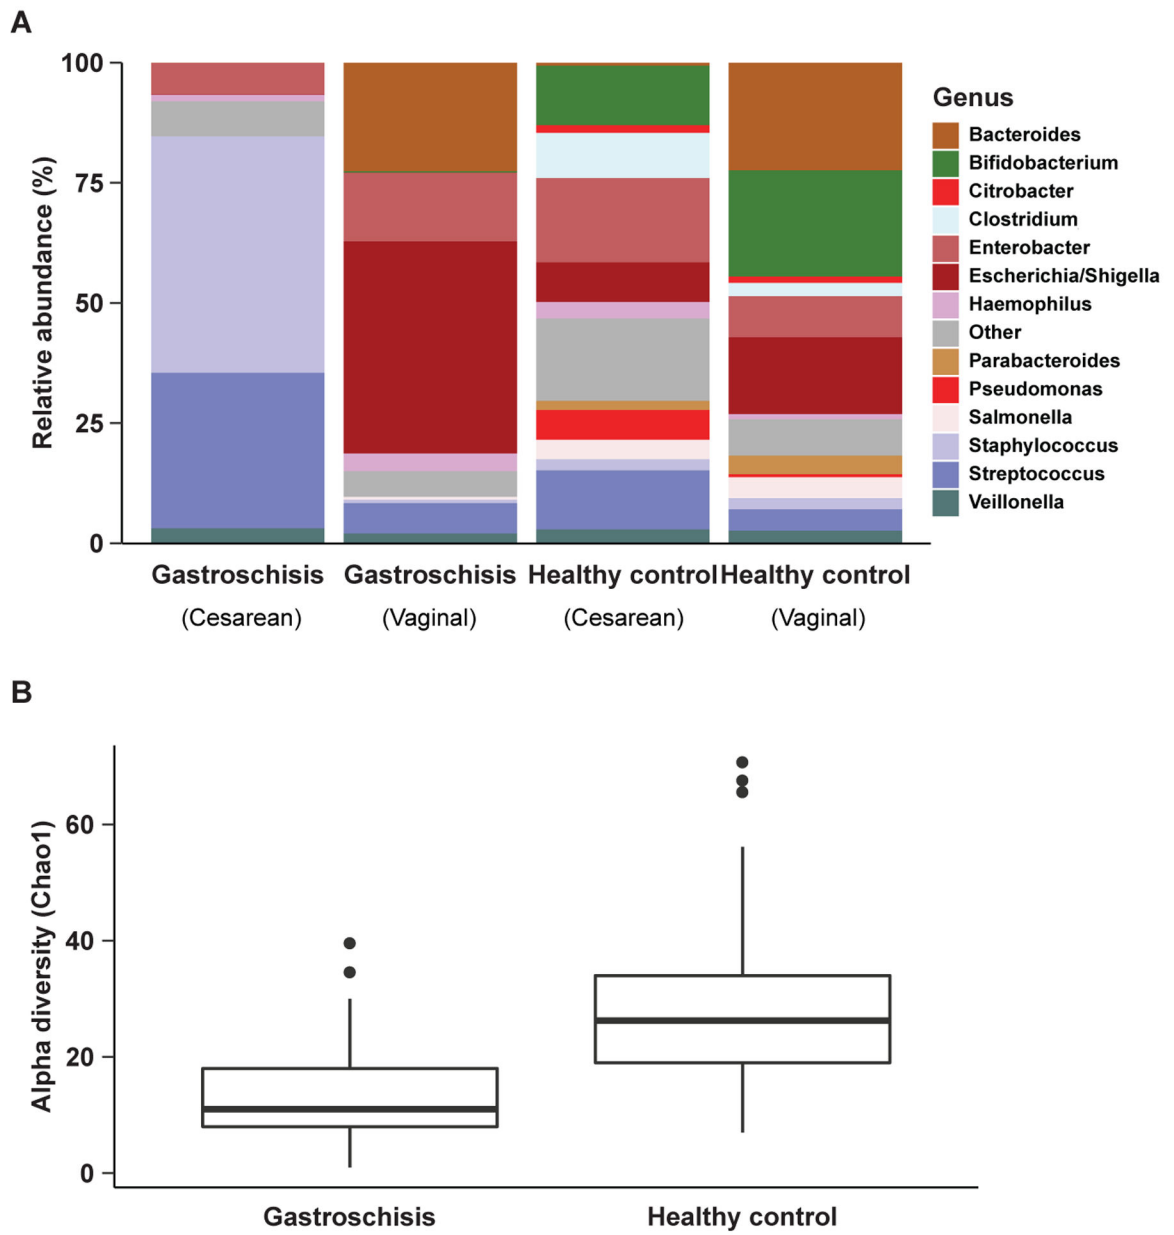 A
100
75
50
25
0
Relative abundance (%)
Gastroschisis Gastroschisis Healthy control Healthy control
(Cesarean) (Vaginal) (Cesarean) (Vaginal)
Genus
Bacteroides
Bifidobacterium
Citrobacter
Clostridium
Enterobacter
Escherichia/Shigella
Haemophilus
Other
Parabacteroides
Pseudomonas
Salmonella
Staphylococcus
Streptococcus
Veillonella
B
60
40
20
0
Alpha diversity (Chao1)
Gastroschisis Healthy control